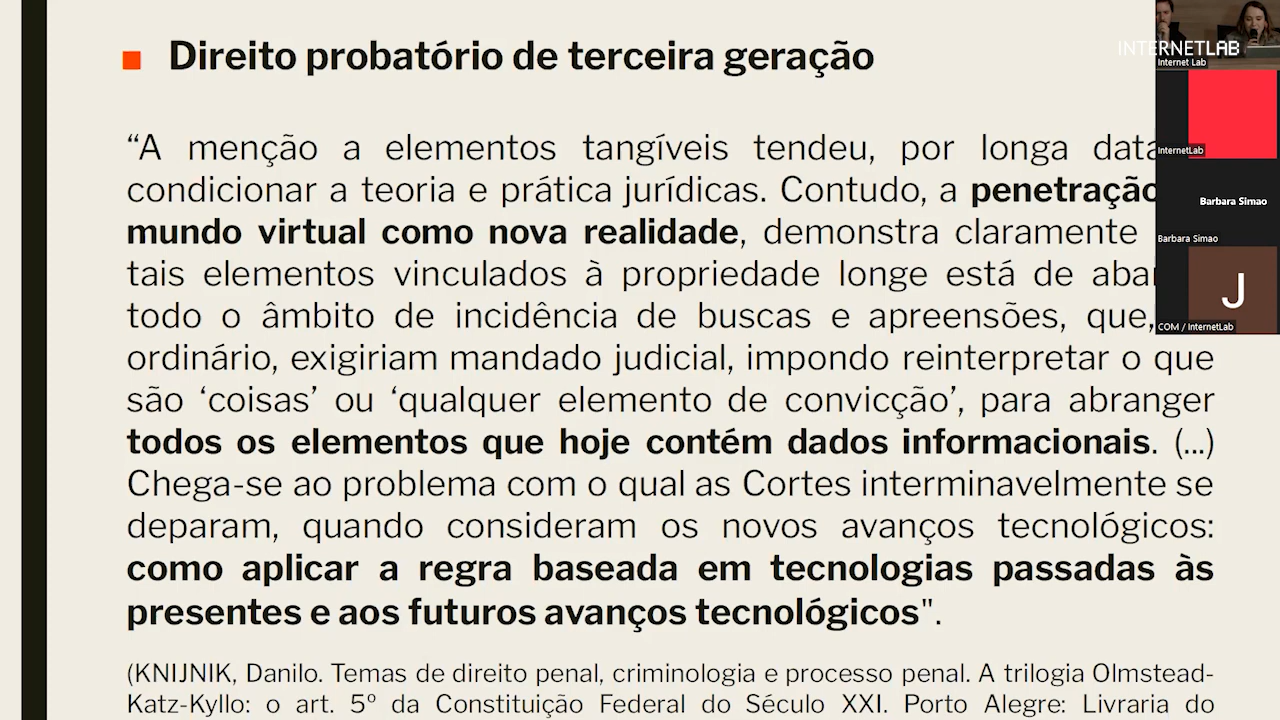 Direito probatório de terceira geração
“A menção a elementos tangíveis tendeu, por longa data
condicionar a teoria e prática jurídicas. Contudo, a penetração
mundo virtual como nova realidade, demonstra claramente
tais elementos vinculados à propriedade longe está de
todo o âmbito de incidência de buscas e apreensões, que,
ordinário, exigiriam mandado judicial, impondo reinterpretar o que
são ‘coisas’ ou ‘qualquer elemento de convicção’, para abranger
todos os elementos que hoje contém dados informacionais. (...)
Chega-se ao problema com o qual as Cortes interminavelmente se
deparam, quando consideram os novos avanços tecnológicos:
como aplicar a regra baseada em tecnologias passadas às
presentes e aos futuros avanços tecnológicos".
(KNIJNIK, Danilo. Temas de direito penal, criminologia e processo penal. A trilogia Olmstead-
Katz-Kyllo: o art. 5º da Constituição Federal do Século XXI. Porto Alegre: Livraria do
INTERNETLAB
Internet Lab
InternetLab
Barbara Simao
Barbara Simao
J
COM / InternetLab